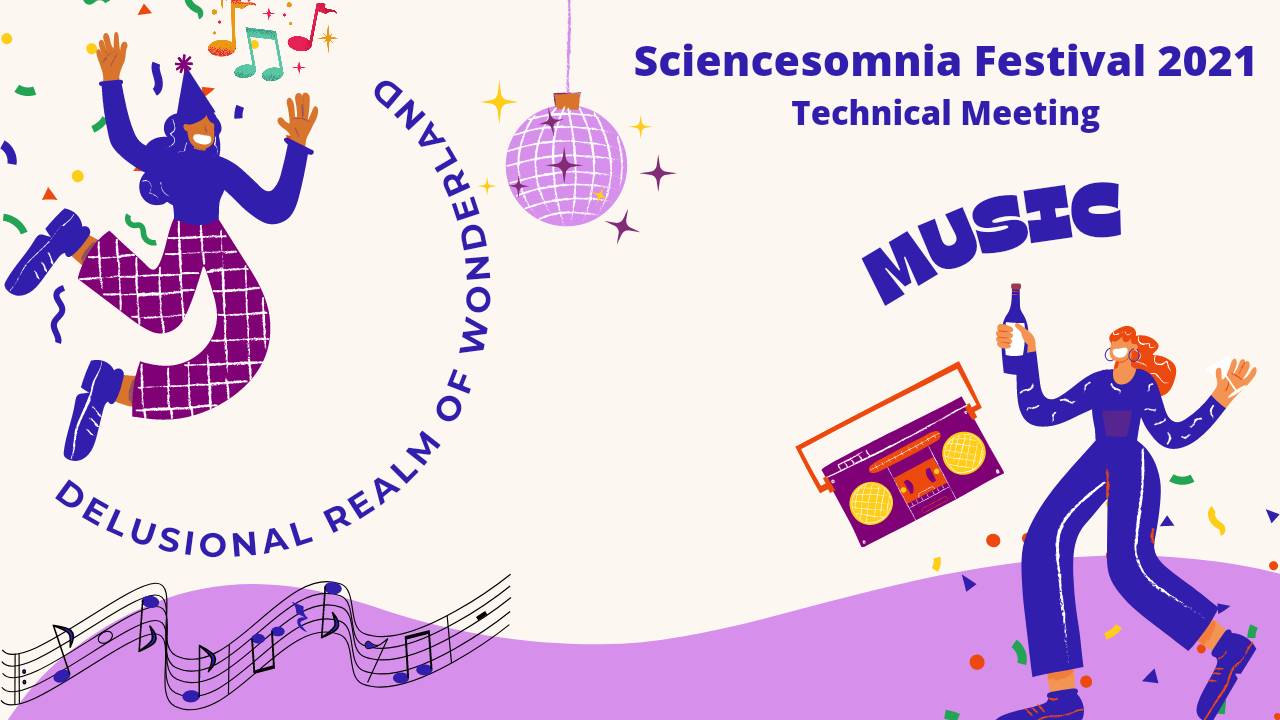 Sciencesomnia Festival 2021
Technical Meeting
MUSIC
DELUSIONAL REALM OF WONDERLAND